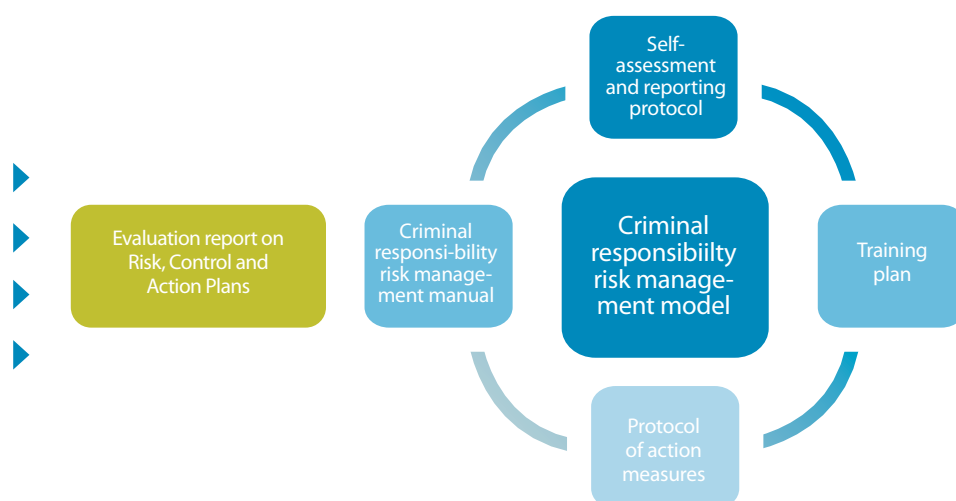 Self-
assessment
and reporting
protocol
Evaluation report on
Risk, Control and
Action Plans
Criminal
responsi-bility
risk manage-
ment manual
Criminal
responsibiilty
risk manage-
ment model
Training
plan
Protocol
of action
measures